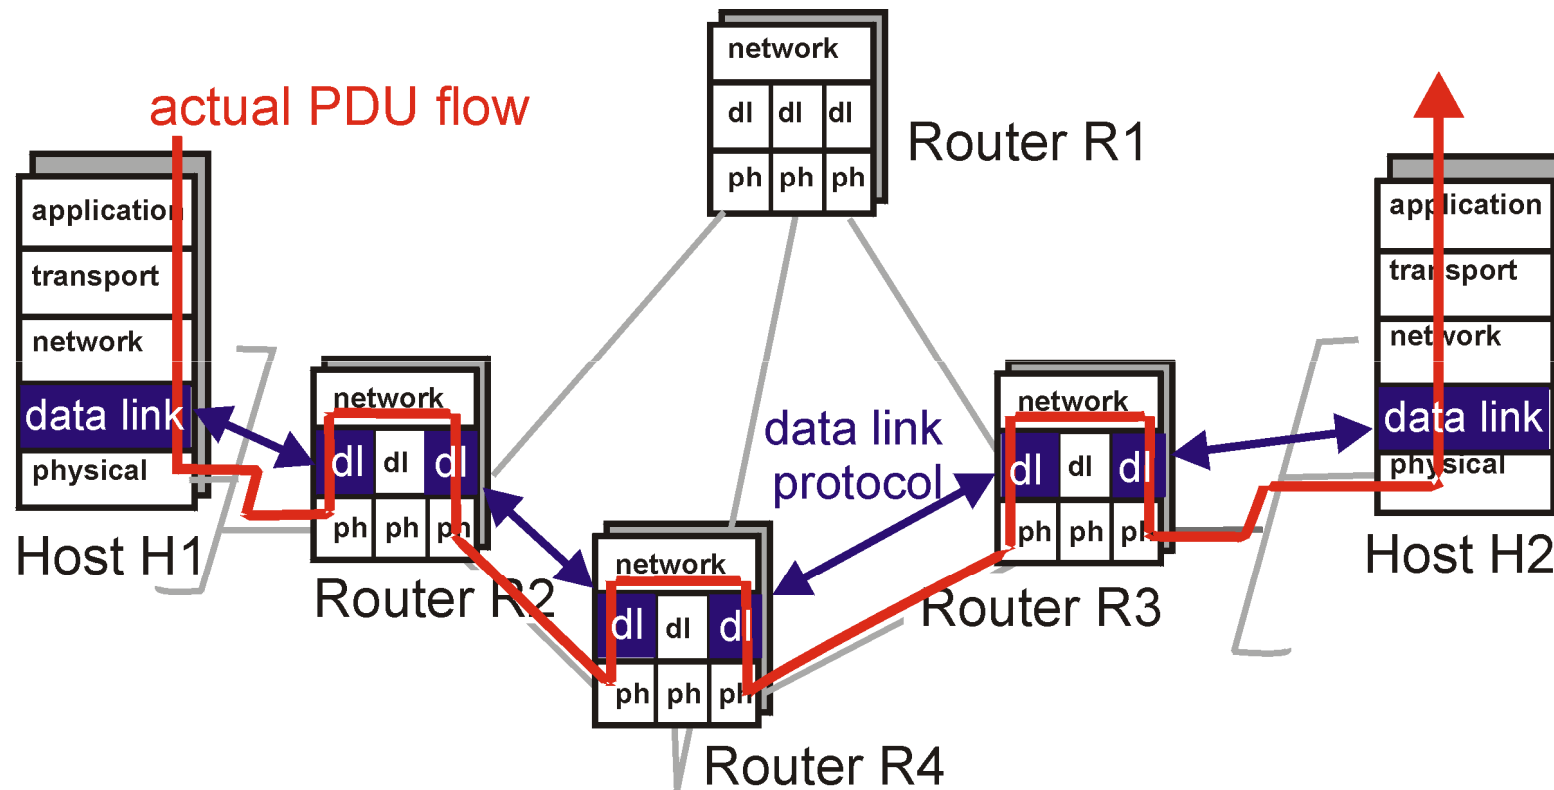 actual PDU flow
network
dl dl dl
ph ph ph
Router R1
application
transport
network
data link
physical
Host H1
network
dl dl dl
ph ph ph
Router R2
data link
protocol
network
dl dl dl
ph ph ph
Router R4
network
dl dl dl
ph ph ph
Router R3
application
transport
network
data link
physical
Host H2